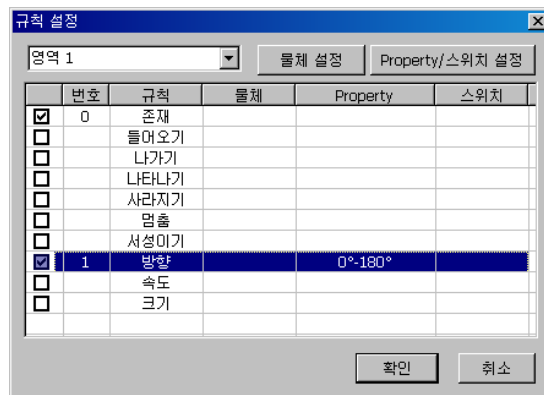 규칙 설정
영역 1 물체 설정 Property/스위치 설정
번호 규칙 물체 Property 스위치
0 존재
들어오기
나가기
나타나기
사라지기
멈춤
서성이기
1 방향 0°-180°
속도
크기
확인 취소